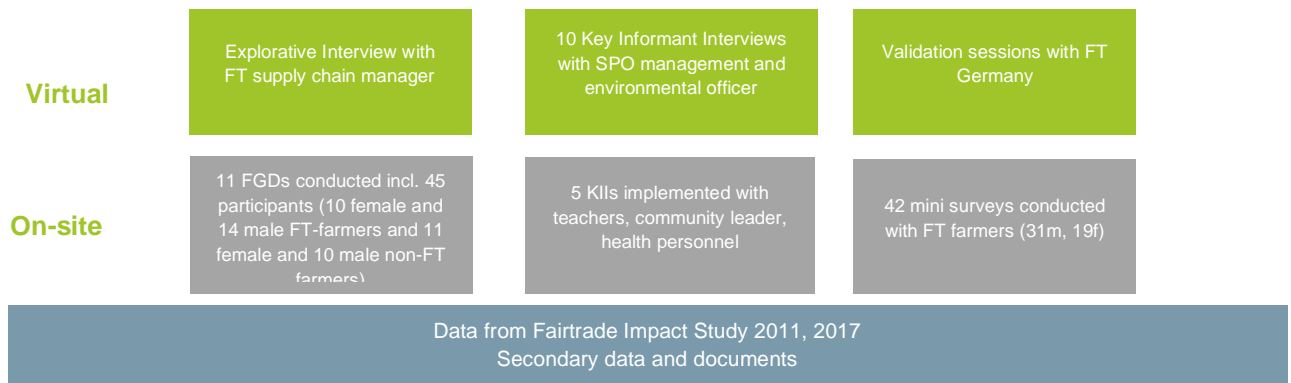 Virtual
Explorative Interview with
FT supply chain manager
10 Key Informant Interviews
with SPO management and
environmental officer
Validation sessions with FT
Germany
On-site
11 FGDs conducted incl. 45
participants (10 female and
14 male FT-farmers and 11
female and 10 male non-FT
farmers)
5 KIIs implemented with
teachers, community leader,
health personnel
42 mini surveys conducted
with FT farmers (31m, 19f)
Data from Fairtrade Impact Study 2011, 2017
Secondary data and documents